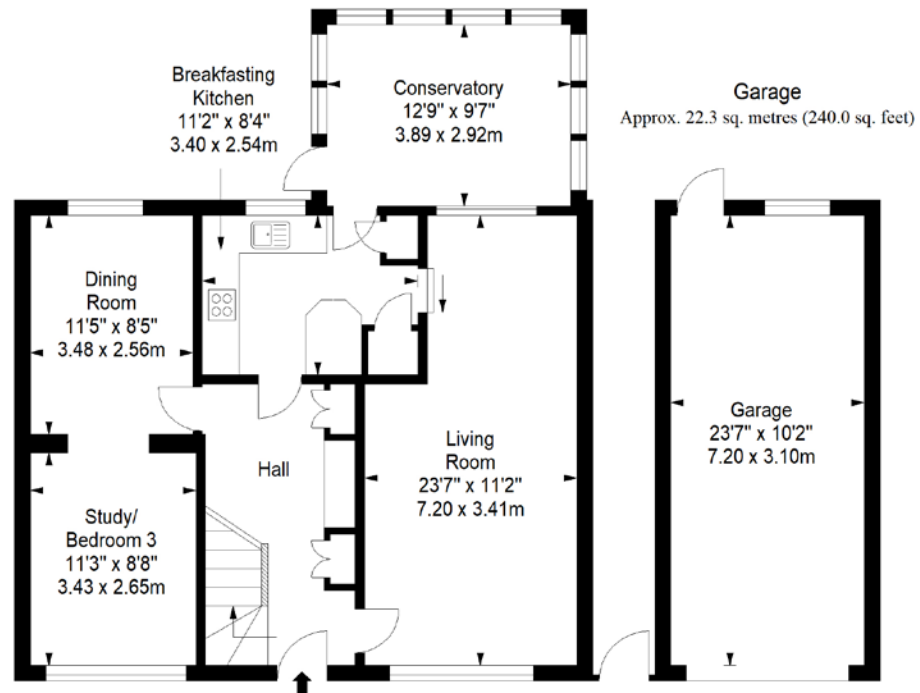 Breakfasting
Kitchen
11'2" x 8'4"
3.40 x 2.54m
Conservatory
12'9" x 9'7"
3.89 x 2.92m
Garage
Approx. 22.3 sq. metres (240.0 sq. feet)
Dining
Room
11'5" x 8'5"
3.48 x 2.56m
Hall
Living
Room
23'7" x 11'2"
7.20 x 3.41m
Garage
23'7" x 10'2"
7.20 x 3.10m
Study/
Bedroom 3
11'3" x 8'8"
3.43 x 2.65m